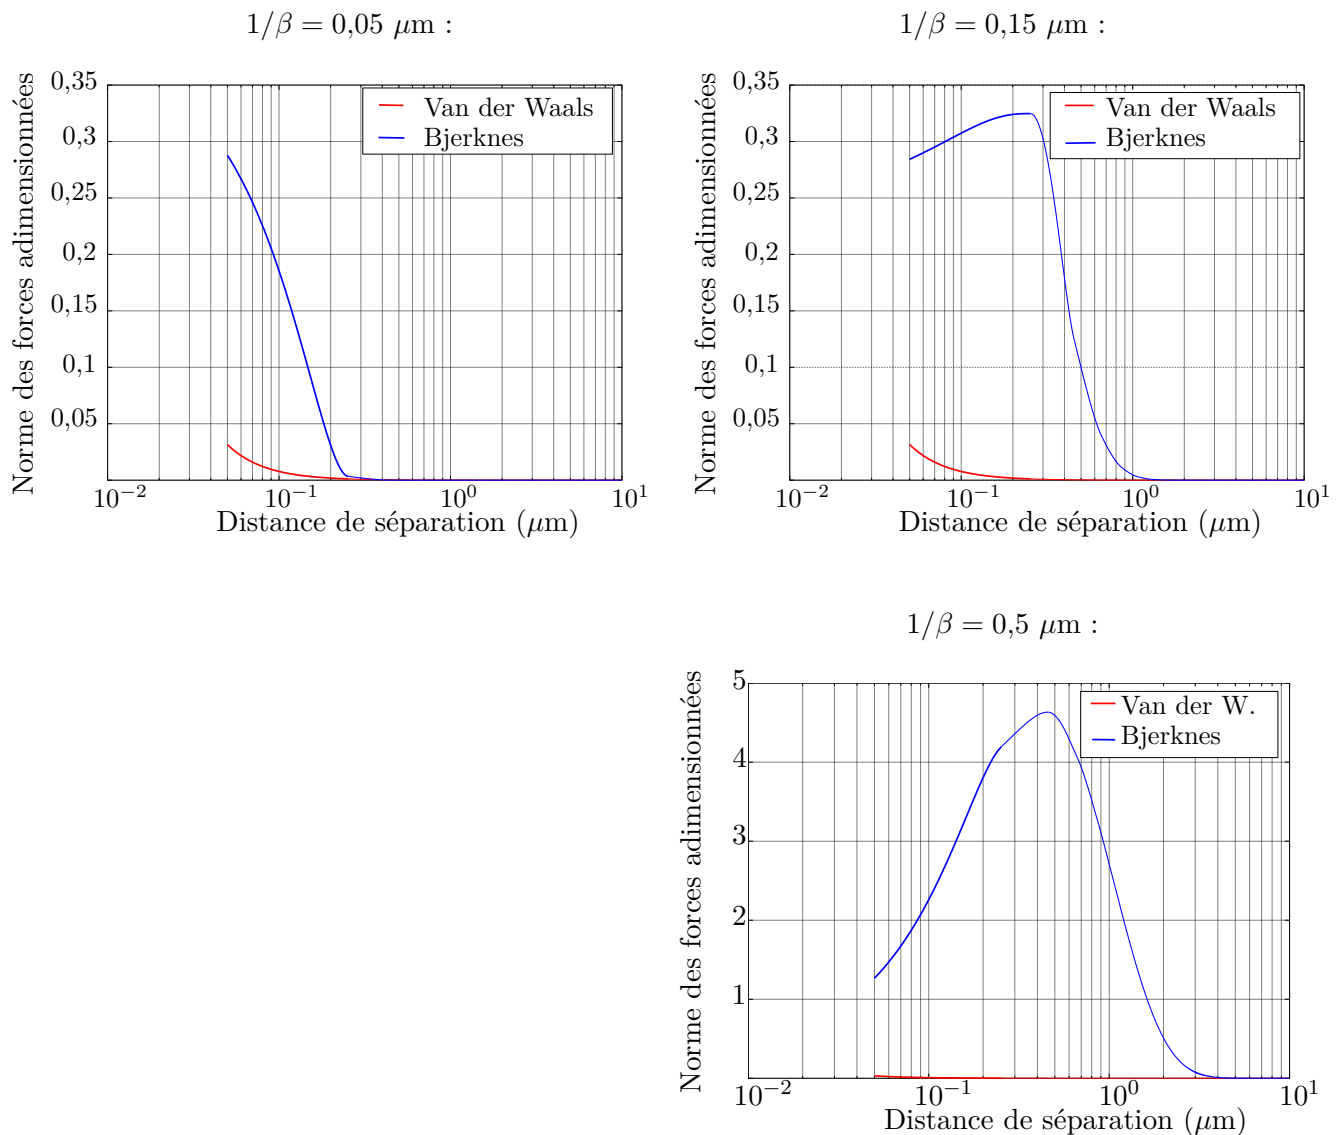 1/β = 0,05 μm :
Norme des forces adimensionnées
0,35
0,3
0,25
0,2
0,15
0,1
0,05
Van der Waals
Bjerknes
10⁻² 10⁻¹ 10⁰ 10¹
Distance de séparation (μm)
1/β = 0,15 μm :
Norme des forces adimensionnées
0,35
0,3
0,25
0,2
0,15
0,1
0,05
Van der Waals
Bjerknes
10⁻² 10⁻¹ 10⁰ 10¹
Distance de séparation (μm)
1/β = 0,5 μm :
Norme des forces adimensionnées
5
4
3
2
1
Van der W.
Bjerknes
10⁻² 10⁻¹ 10⁰ 10¹
Distance de séparation (μm)